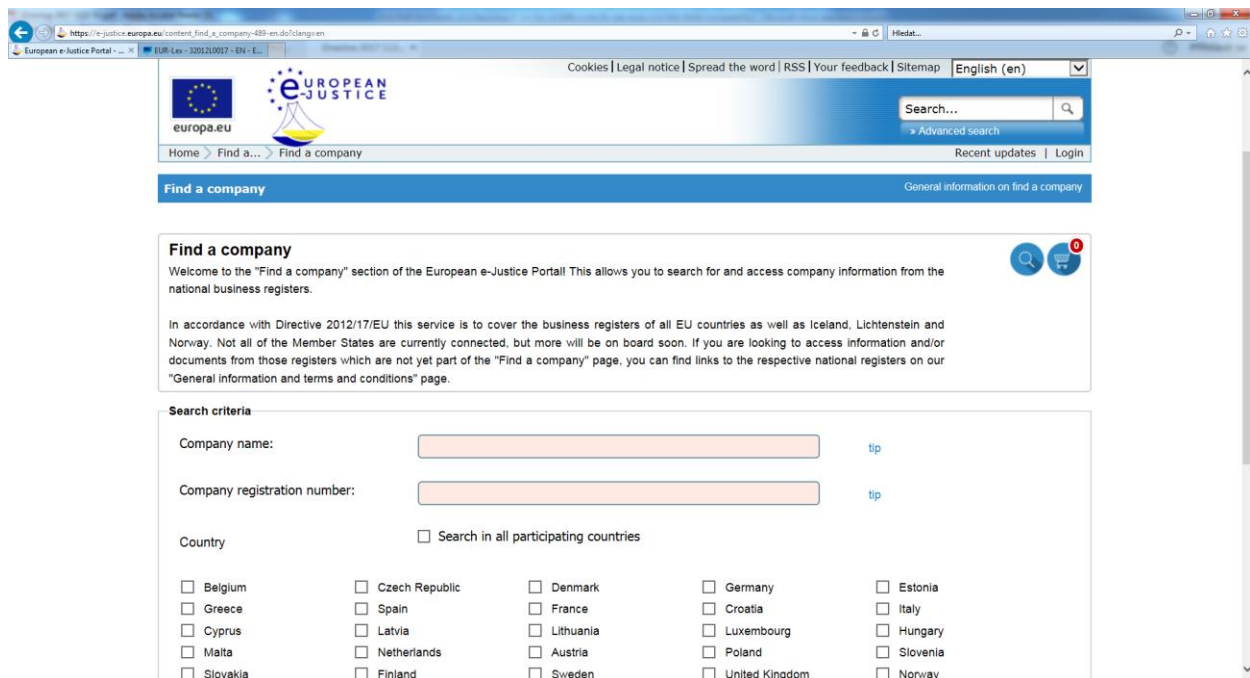 https://e-justice.europa.eu/content_find_a_company-489-en.do?clang=en
Hledat...
European e-Justice Portal - ...
EUR-Lex - 32012L0017 - EN - E...
Cookies | Legal notice | Spread the word | RSS | Your feedback | Sitemap
English (en)
EUROPEAN
e-JUSTICE
europa.eu
Search...
» Advanced search
Home > Find a... > Find a company
Recent updates | Login
Find a company
General information on find a company
Find a company
0
Welcome to the "Find a company" section of the European e-Justice Portal! This allows you to search for and access company information from the
national business registers.
In accordance with Directive 2012/17/EU this service is to cover the business registers of all EU countries as well as Iceland, Lichtenstein and
Norway. Not all of the Member States are currently connected, but more will be on board soon. If you are looking to access information and/or
documents from those registers which are not yet part of the "Find a company" page, you can find links to the respective national registers on our
"General information and terms and conditions" page.
Search criteria
Company name:
tip
Company registration number:
tip
Country
Search in all participating countries
Belgium Czech Republic Denmark Germany Estonia
Greece Spain France Croatia Italy
Cyprus Latvia Lithuania Luxembourg Hungary
Malta Netherlands Austria Poland Slovenia
Slovakia Finland Sweden United Kingdom Norway